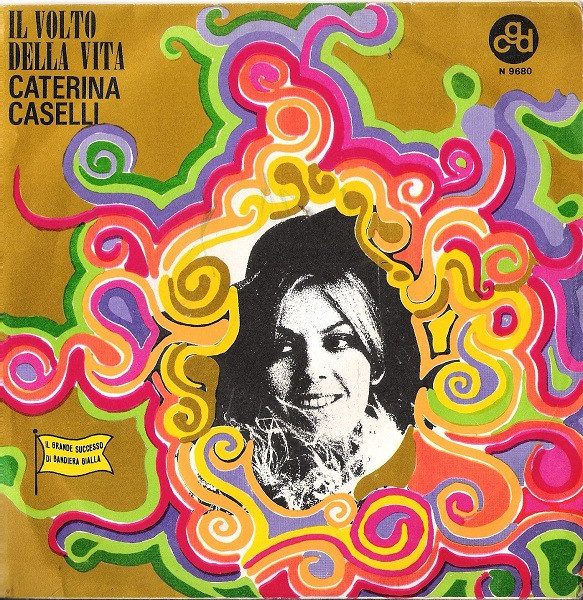 IL VOLTO
DELLA VITA
CATERINA
CASELLI
cgd
N 9680
IL GRANDE SUCCESSO
DI BANDIERA GIALLA